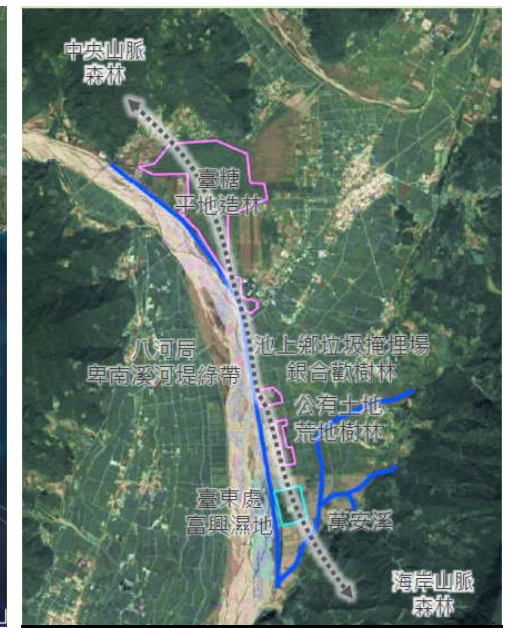 中央山脈
森林
臺糖
平地造林
八河局
卑南溪河堤綠帶
池上鄉垃圾掩埋場
銀合歡樹林
公有土地
荒地樹林
臺東處
富興濕地
萬安溪
海岸山脈
森林